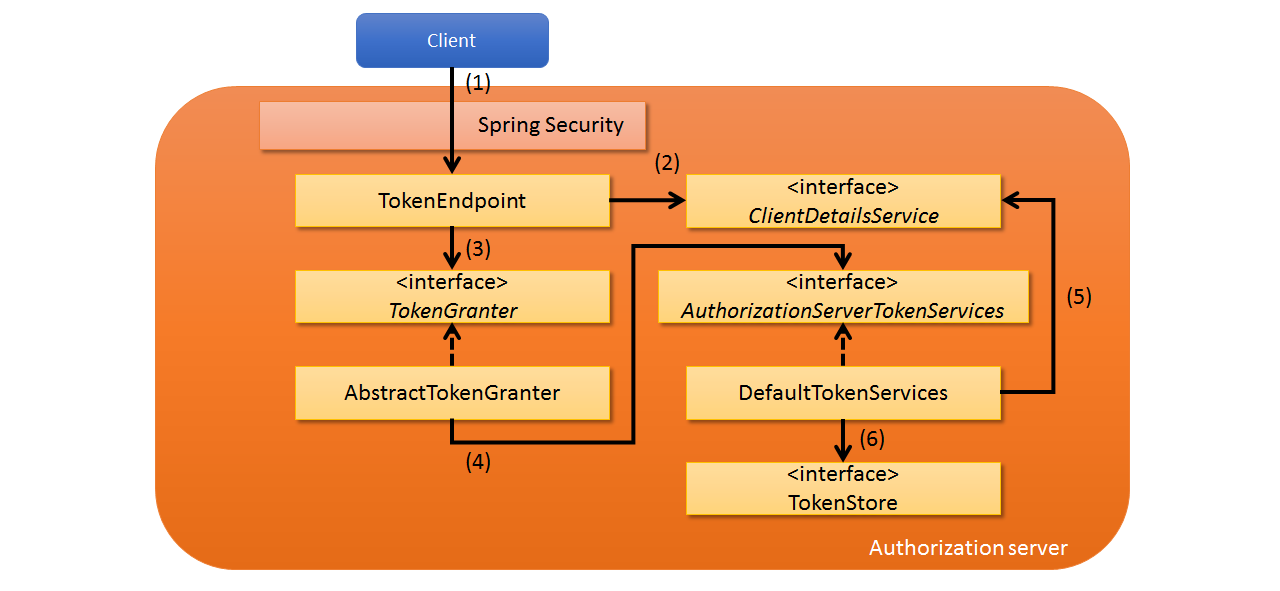 Client
(1)
Spring Security
(2)
TokenEndpoint
<interface>
ClientDetailsService
(3)
<interface>
TokenGranter
<interface>
AuthorizationServerTokenServices
(5)
AbstractTokenGranter
DefaultTokenServices
(4)
(6)
<interface>
TokenStore
Authorization server